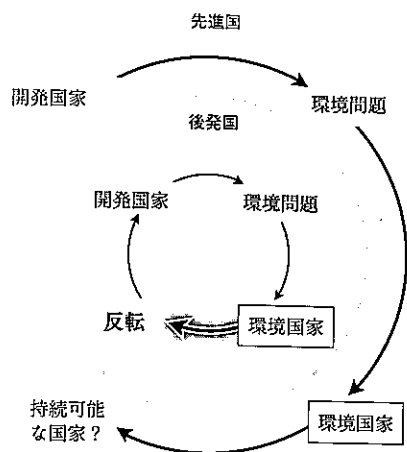 先進国
開発国家
環境問題
後発国
開発国家
環境問題
反転
環境国家
持続可能
な国家？
環境国家